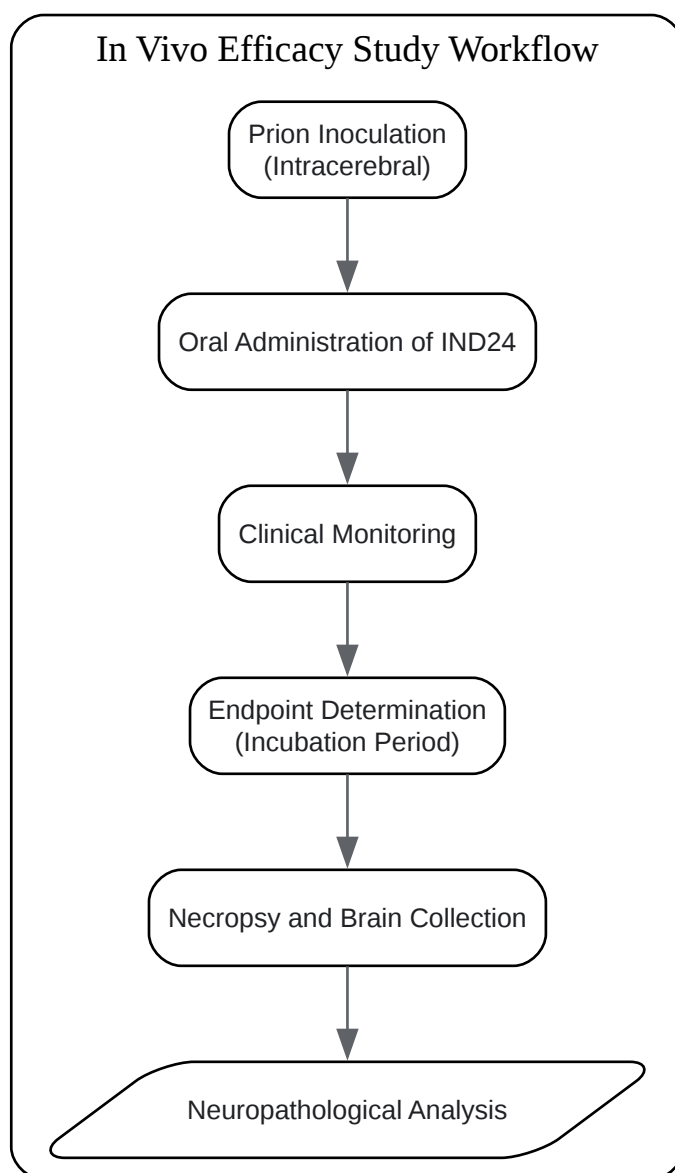 In Vivo Efficacy Study Workflow
Prion Inoculation
(Intracerebral)
Oral Administration of IND24
Clinical Monitoring
Endpoint Determination
(Incubation Period)
Necropsy and Brain Collection
Neuropathological Analysis